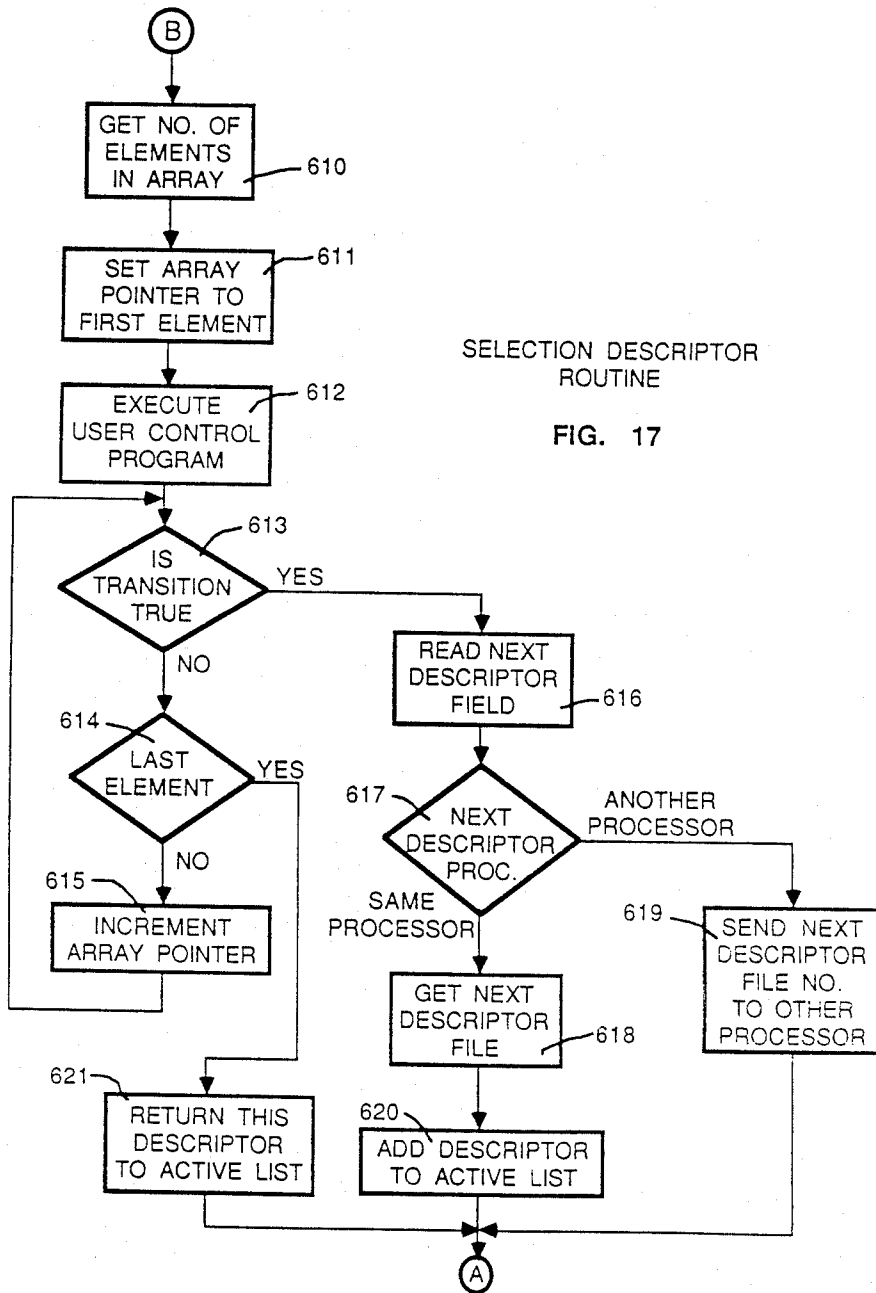 B
GET NO. OF
ELEMENTS
IN ARRAY
610
SET ARRAY
POINTER TO
FIRST ELEMENT
611
EXECUTE
USER CONTROL
PROGRAM
612
SELECTION DESCRIPTOR
ROUTINE
FIG. 17
IS
TRANSITION
TRUE
613
YES
NO
614
LAST
ELEMENT
YES
NO
615
INCREMENT
ARRAY POINTER
READ NEXT
DESCRIPTOR
FIELD
616
617
NEXT
DESCRIPTOR
PROC.
ANOTHER
PROCESSOR
SAME
PROCESSOR
619
SEND NEXT
DESCRIPTOR
FILE NO.
TO OTHER
PROCESSOR
GET NEXT
DESCRIPTOR
FILE
618
621
RETURN THIS
DESCRIPTOR
TO ACTIVE LIST
620
ADD DESCRIPTOR
TO ACTIVE LIST
A